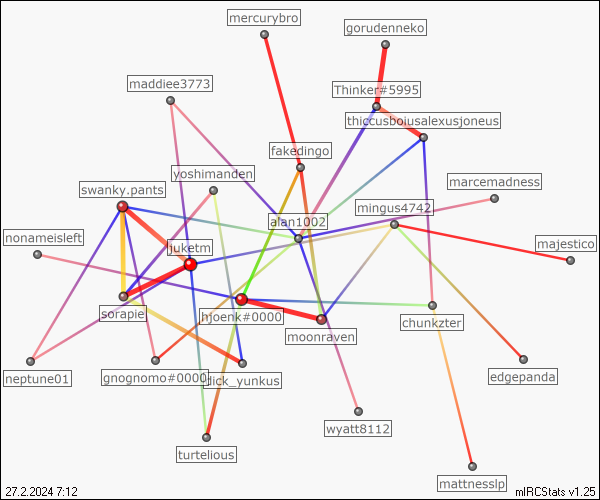 mercurybro
gorudenneko
maddiee3773
Thinker#5995
thiccusboiusalexusjoneus
fakedingo
yoshimanden
swanky.pants
marcemadness
mingus4742
alan1002
nonameisleft
juketm
majestico
sorapiel
hjoenk#0000
moonraven
chunkzter
neptune01
gnognomo#0000
dick_yunkus
edgepanda
wyatt8112
turtelious
mattnesslp
27.2.2024 7:12
mIRCStats v1.25